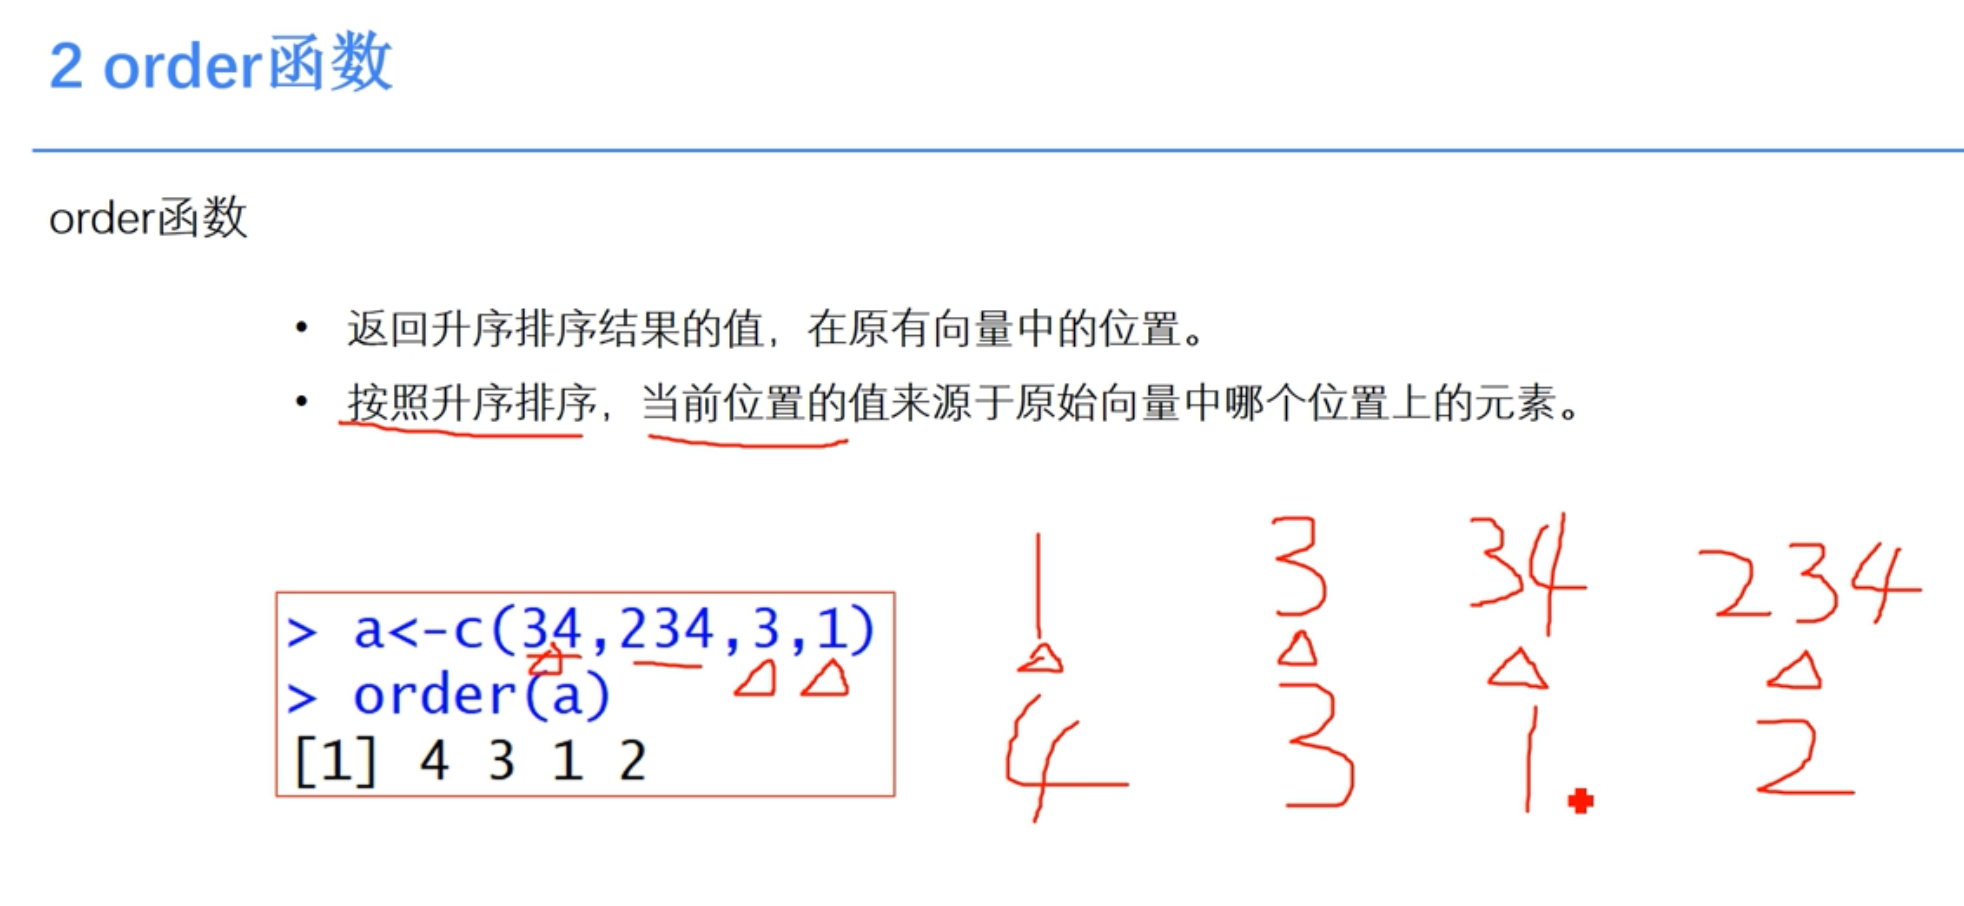 2 order函数
order函数
• 返回升序排序结果的值，在原有向量中的位置。
• 按照升序排序，当前位置的值来源于原始向量中哪个位置上的元素。
1 3 34 234
> a<-c(34,234,3,1)
> order(a)
[1] 4 3 1 2
4 3 1 2